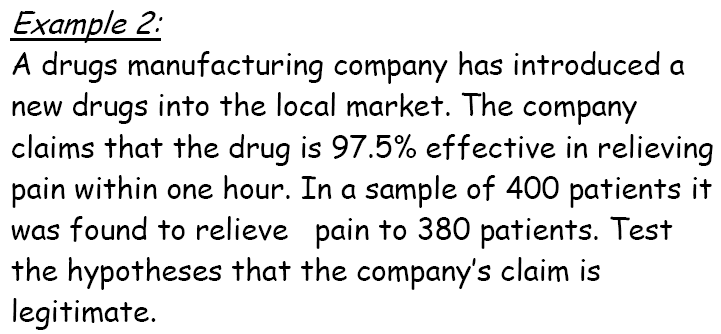 Example 2:
A drugs manufacturing company has introduced a
new drugs into the local market. The company
claims that the drug is 97.5% effective in relieving
pain within one hour. In a sample of 400 patients it
was found to relieve   pain to 380 patients. Test
the hypotheses that the company's claim is
legitimate.